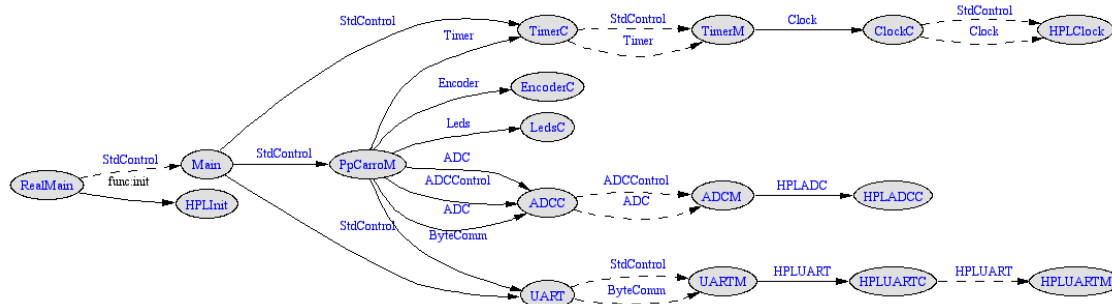 StdControl
Clock
StdControl
StdControl
Timer
TimerC
TimerM
ClockC
Clock
HPLClock
Timer
Encoder
EncoderC
Leds
LedsC
StdControl
Main
StdControl
PpCarroM
ADC
RealMain
func:init
ADCControl
ADCControl
HPLADC
HPLInit
ADC
ADCC
ADC
ADCM
HPLADCC
StdControl
ByteComm
StdControl
HPLUART
HPLUART
UART
ByteComm
UARTM
HPLUARTC
HPLUARTM